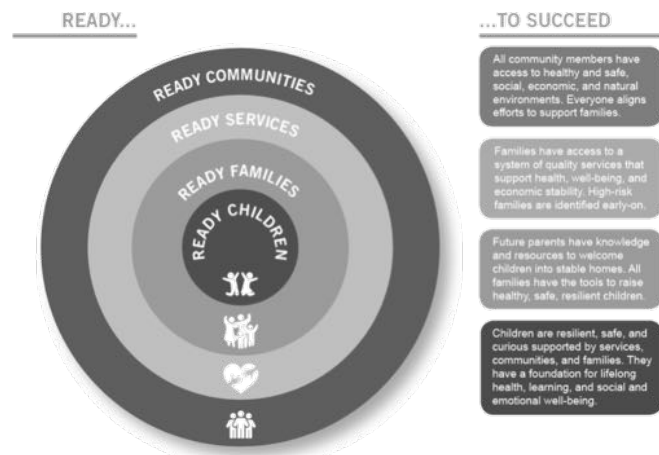 READY...
READY COMMUNITIES
READY SERVICES
READY FAMILIES
READY CHILDREN
...TO SUCCEED
All community members have
access to healthy and safe,
social, economic, and natural
environments. Everyone aligns
efforts to support families.
Families have access to a
system of quality services that
support health, well-being, and
economic stability. High-risk
families are identified early-on.
Future parents have knowledge
and resources to welcome
children into stable homes. All
families have the tools to raise
healthy, safe, resilient children.
Children are resilient, safe, and
curious supported by services,
communities, and families. They
have a foundation for lifelong
health, learning, and social and
emotional well-being.